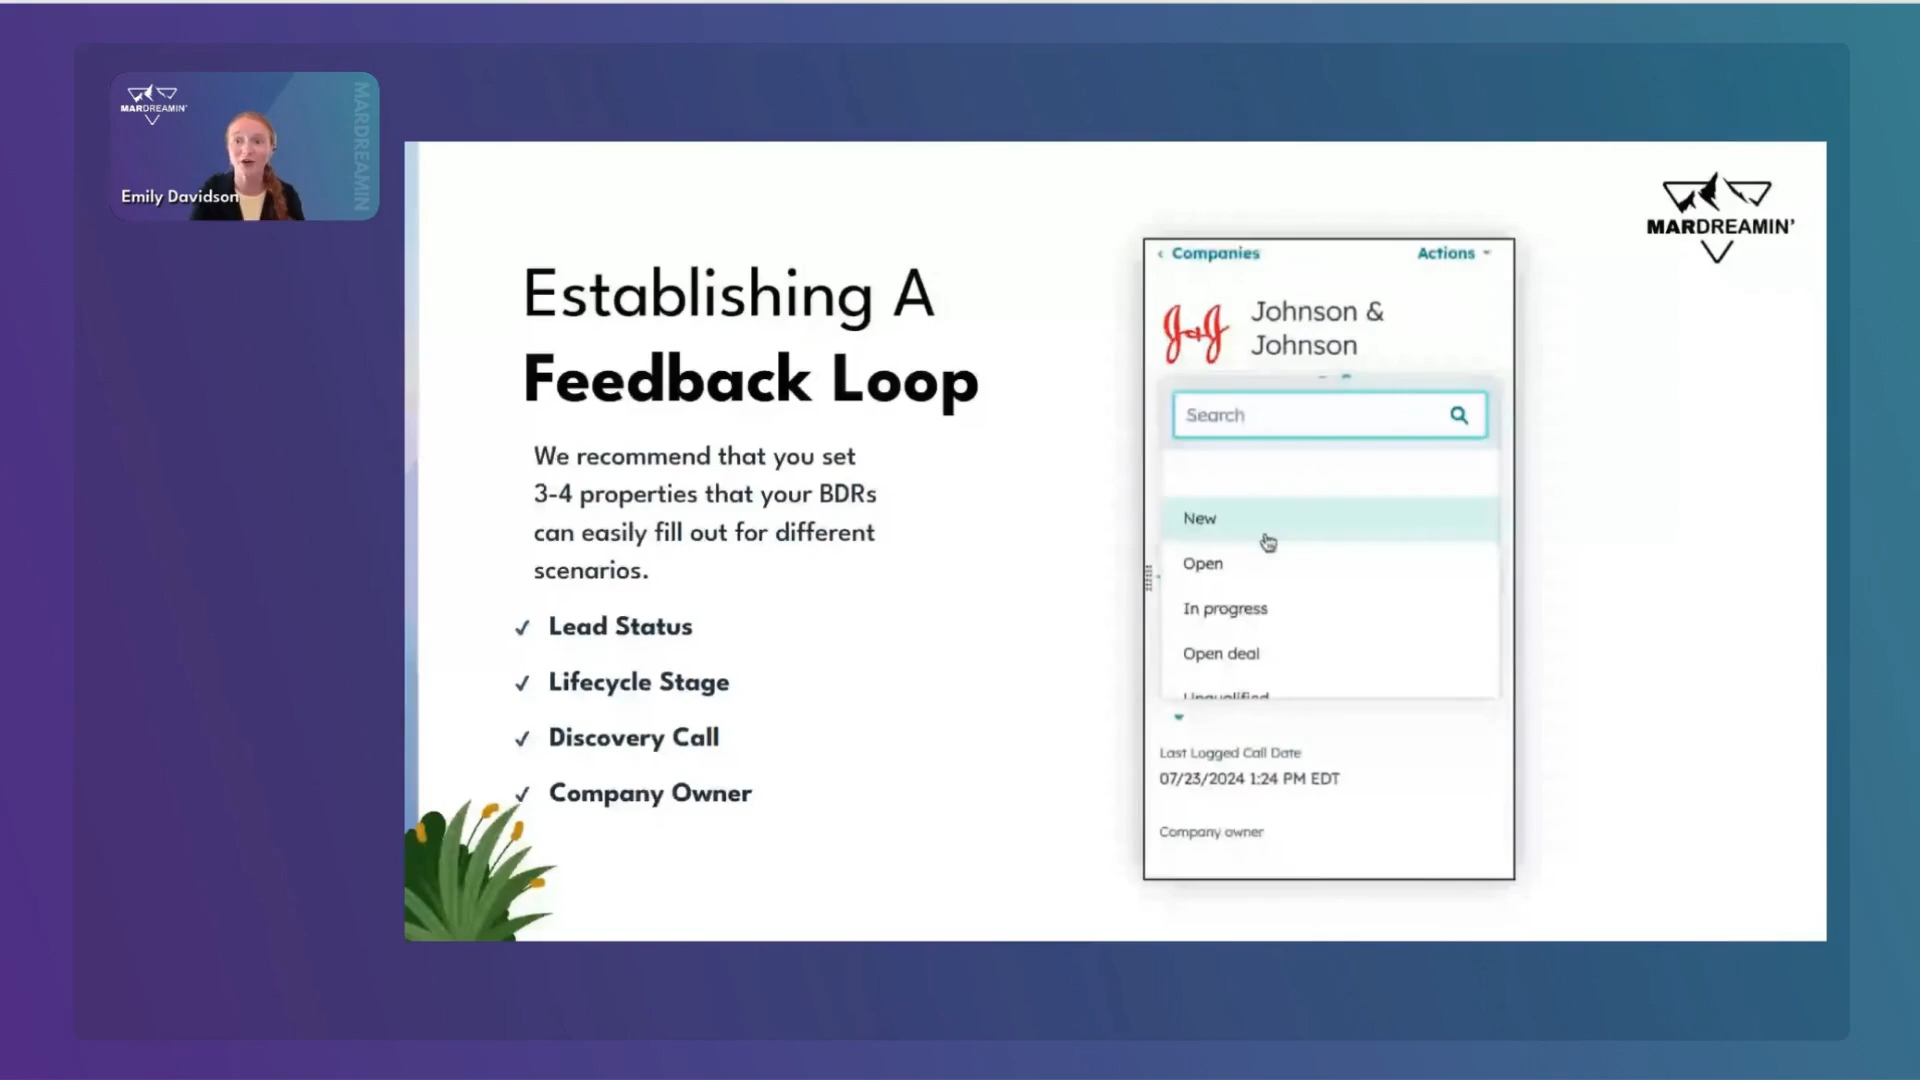 MARDREAMIN'
MARDREAMIN
Emily Davidson
MARDREAMIN'
Establishing A
Feedback Loop
We recommend that you set
3-4 properties that your BDRs
can easily fill out for different
scenarios.
✓ Lead Status
✓ Lifecycle Stage
✓ Discovery Call
✓ Company Owner
‹ Companies
Actions
J&J
Johnson &
Johnson
Search
New
Open
In progress
Open deal
Unqualified
Last Logged Call Date
07/23/2024 1:24 PM EDT
Company owner